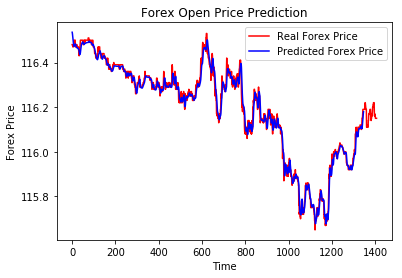 Forex Open Price Prediction
Real Forex Price
Predicted Forex Price
Forex Price
116.4
116.2
116.0
115.8
0 200 400 600 800 1000 1200 1400
Time